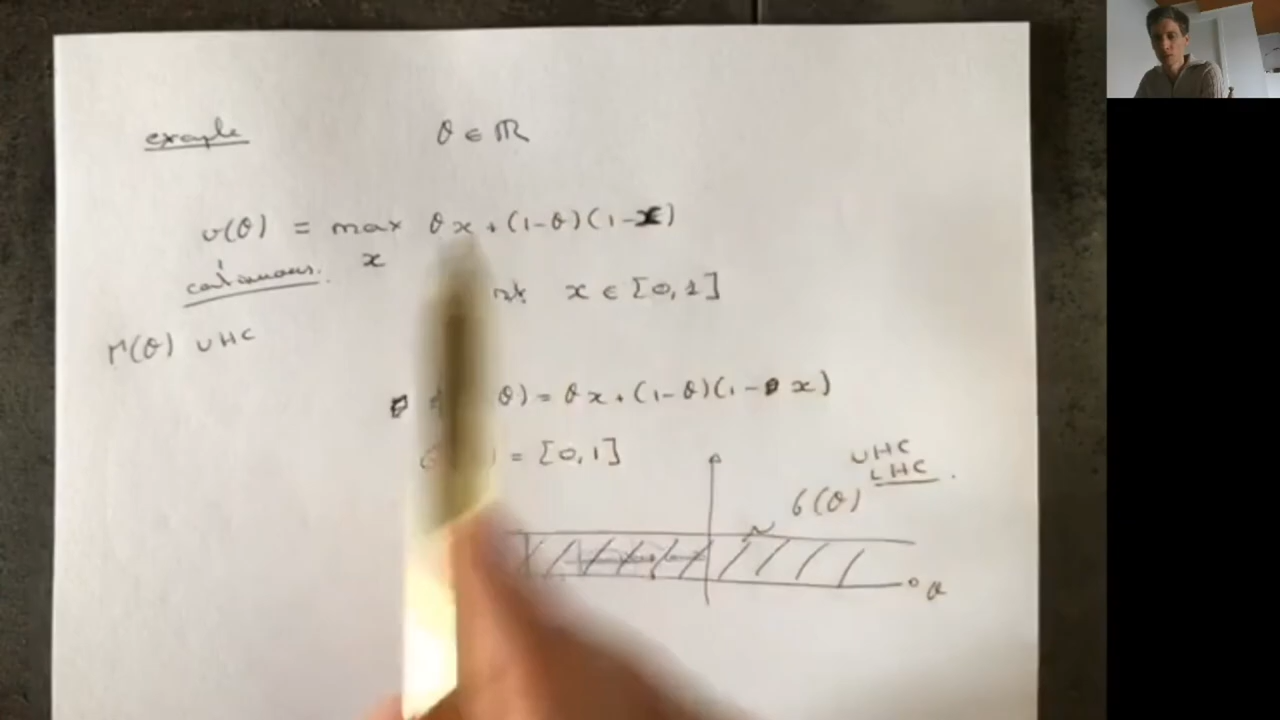 example θ ∈ ℝ
v(θ) = max θx + (1-θ)(1-x)
x
continuous.
x ∈ [0,1]
Γ(θ) UHC
θ) = θx + (1-θ)(1-x)
= [0,1]
UHC
LHC.
G(θ)
θ